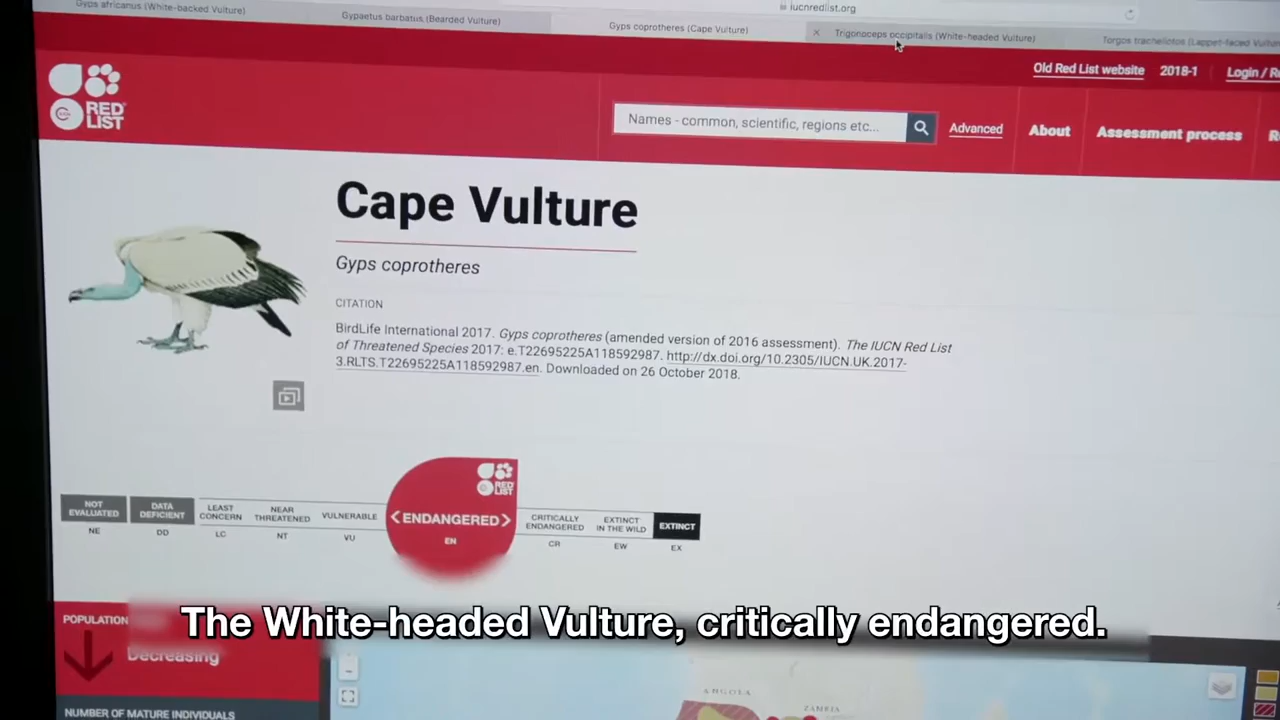 Gyps africanus (White-backed Vulture)
Gypaetus barbatus (Bearded Vulture)
Gyps coprotheres (Cape Vulture)
Trigonoceps occipitalis (White-headed Vulture)
Torgos tracheliotos (Lappet-faced Vultu
iucnredlist.org
Old Red List website
2018-1
Login / R
RED
LIST
Names - common, scientific, regions etc...
Advanced
About
Assessment process
R
Cape Vulture
Gyps coprotheres
CITATION
BirdLife International 2017. Gyps coprotheres (amended version of 2016 assessment). The IUCN Red List
of Threatened Species 2017: e.T22695225A118592987. http://dx.doi.org/10.2305/IUCN.UK.2017-
3.RLTS.T22695225A118592987.en. Downloaded on 26 October 2018.
NOT
EVALUATED
NE
DATA
DEFICIENT
DD
LEAST
CONCERN
LC
NEAR
THREATENED
NT
VULNERABLE
VU
RED
LIST
<ENDANGERED>
EN
CRITICALLY
ENDANGERED
CR
EXTINCT
IN THE WILD
EW
EXTINCT
EX
The White-headed Vulture, critically endangered.
POPULATION
Decreasing
NUMBER OF MATURE INDIVIDUALS
ANGOLA
ZAMBIA